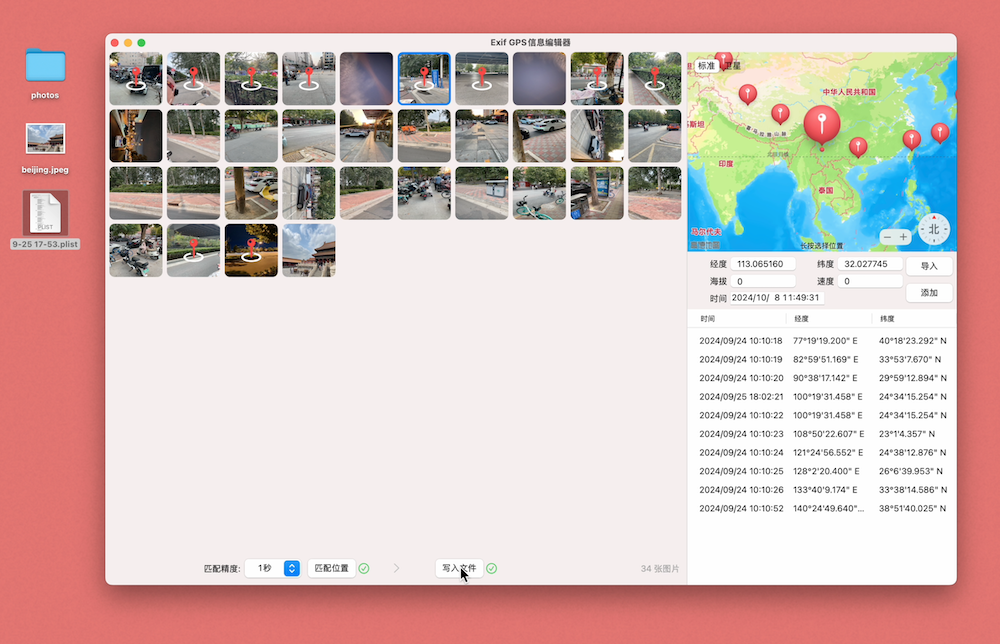 photos
beijing.jpeg
PLIST
9-25 17-53.plist
Exif GPS信息编辑器
标准 卫星
中华人民共和国
斯坦
喜马拉雅山脉
印度
泰国
马尔代夫
北
− +
长按选择位置
经度 113.065160 纬度 32.027745 导入
海拔 0 速度 0
添加
时间 2024/10/ 8 11:49:31
时间 经度 纬度
2024/09/24 10:10:18 77°19'19.200" E 40°18'23.292" N
2024/09/24 10:10:19 82°59'51.169" E 33°53'7.670" N
2024/09/24 10:10:20 90°38'17.142" E 29°59'12.894" N
2024/09/25 18:02:21 100°19'31.458" E 24°34'15.254" N
2024/09/24 10:10:22 100°19'31.458" E 24°34'15.254" N
2024/09/24 10:10:23 108°50'22.607" E 23°1'4.357" N
2024/09/24 10:10:24 121°24'56.552" E 24°38'12.876" N
2024/09/24 10:10:25 128°2'20.400" E 26°6'39.953" N
2024/09/24 10:10:26 133°40'9.174" E 33°38'14.586" N
2024/09/24 10:10:52 140°24'49.640"... 38°51'40.025" N
匹配精度: 1秒 匹配位置 写入文件 34 张图片